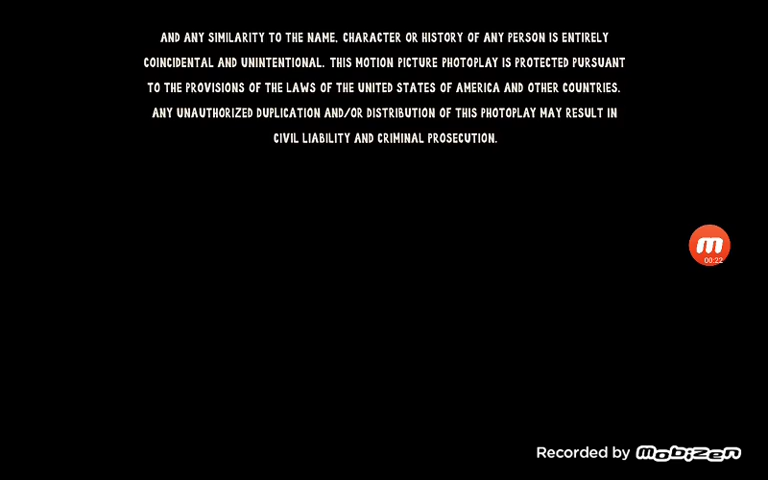 AND ANY SIMILARITY TO THE NAME, CHARACTER OR HISTORY OF ANY PERSON IS ENTIRELY
COINCIDENTAL AND UNINTENTIONAL. THIS MOTION PICTURE PHOTOPLAY IS PROTECTED PURSUANT
TO THE PROVISIONS OF THE LAWS OF THE UNITED STATES OF AMERICA AND OTHER COUNTRIES.
ANY UNAUTHORIZED DUPLICATION AND/OR DISTRIBUTION OF THIS PHOTOPLAY MAY RESULT IN
CIVIL LIABILITY AND CRIMINAL PROSECUTION.
m
00:22
Recorded by mobizen